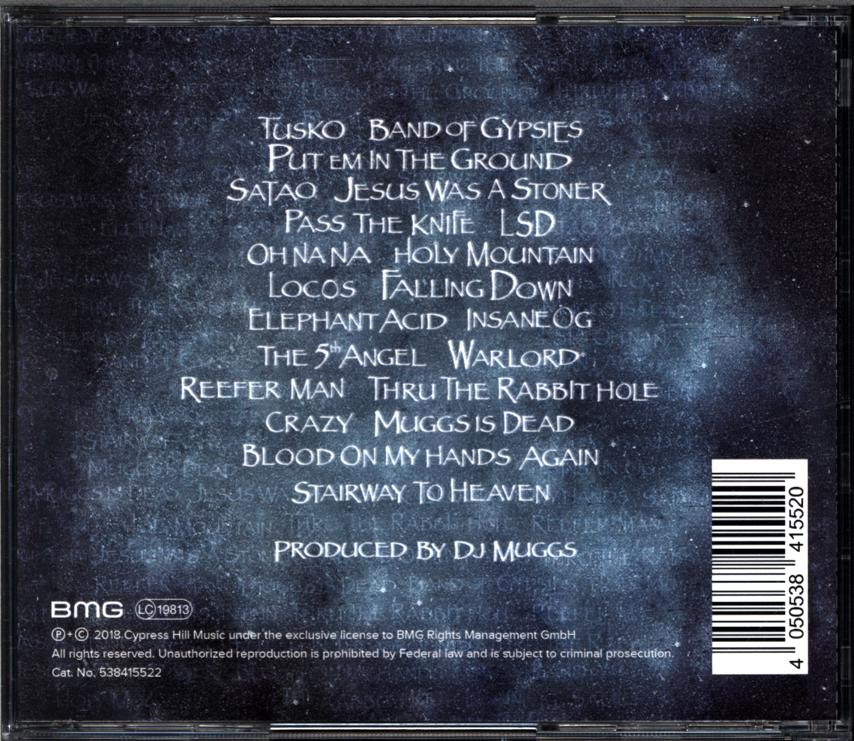 TUSKO BAND OF GYPSIES
PUT EM IN THE GROUND
SATAO JESUS WAS A STONER
PASS THE KNIFE LSD
OH NA NA HOLY MOUNTAIN
LOCOS FALLING DOWN
ELEPHANT ACID INSANE OG
THE 5th ANGEL WARLORD
REEFER MAN THRU THE RABBIT HOLE
CRAZY MUGGS IS DEAD
BLOOD ON MY HANDS AGAIN
STAIRWAY TO HEAVEN
PRODUCED BY DJ MUGGS
BMG LC 19813
Ⓟ+© 2018 Cypress Hill Music under the exclusive license to BMG Rights Management GmbH
All rights reserved. Unauthorized reproduction is prohibited by Federal law and is subject to criminal prosecution.
Cat. No. 538415522
4 050538 415520